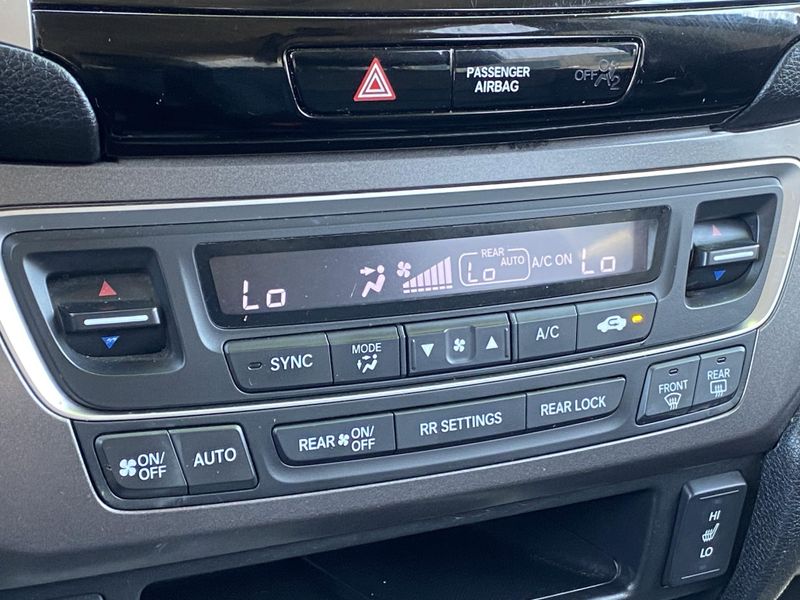 PASSENGER
AIRBAG
OFF
2
Lo
REAR
Lo
AUTO
A/C ON
Lo
SYNC
MODE
A/C
FRONT
REAR
ON/
OFF
AUTO
REAR
ON/
OFF
RR SETTINGS
REAR LOCK
HI
LO